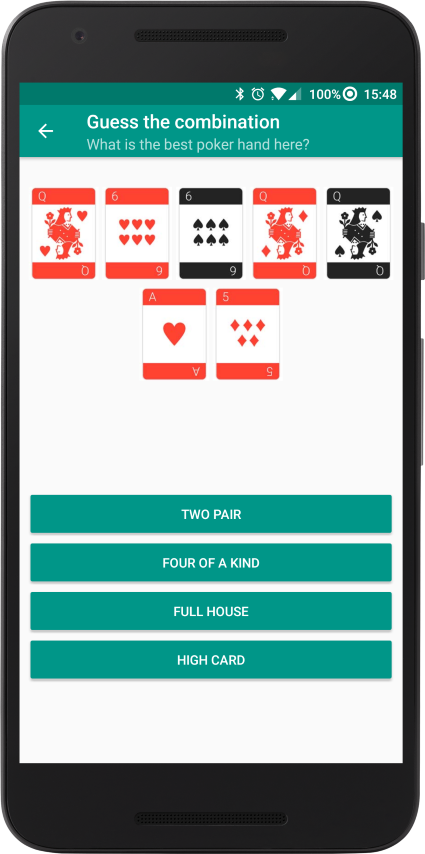 100% 15:48
Guess the combination
What is the best poker hand here?
Q 6 6 Q Q
Q 6 6 Q Q
A 5
A 5
TWO PAIR
FOUR OF A KIND
FULL HOUSE
HIGH CARD